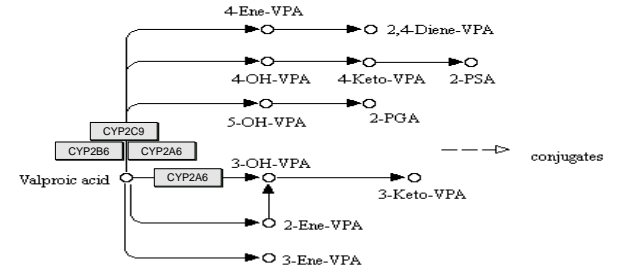 4-Ene-VPA
2,4-Diene-VPA
4-OH-VPA
4-Keto-VPA
2-PSA
5-OH-VPA
2-PGA
CYP2C9
CYP2B6
CYP2A6
conjugates
3-OH-VPA
Valproic acid
CYP2A6
3-Keto-VPA
2-Ene-VPA
3-Ene-VPA